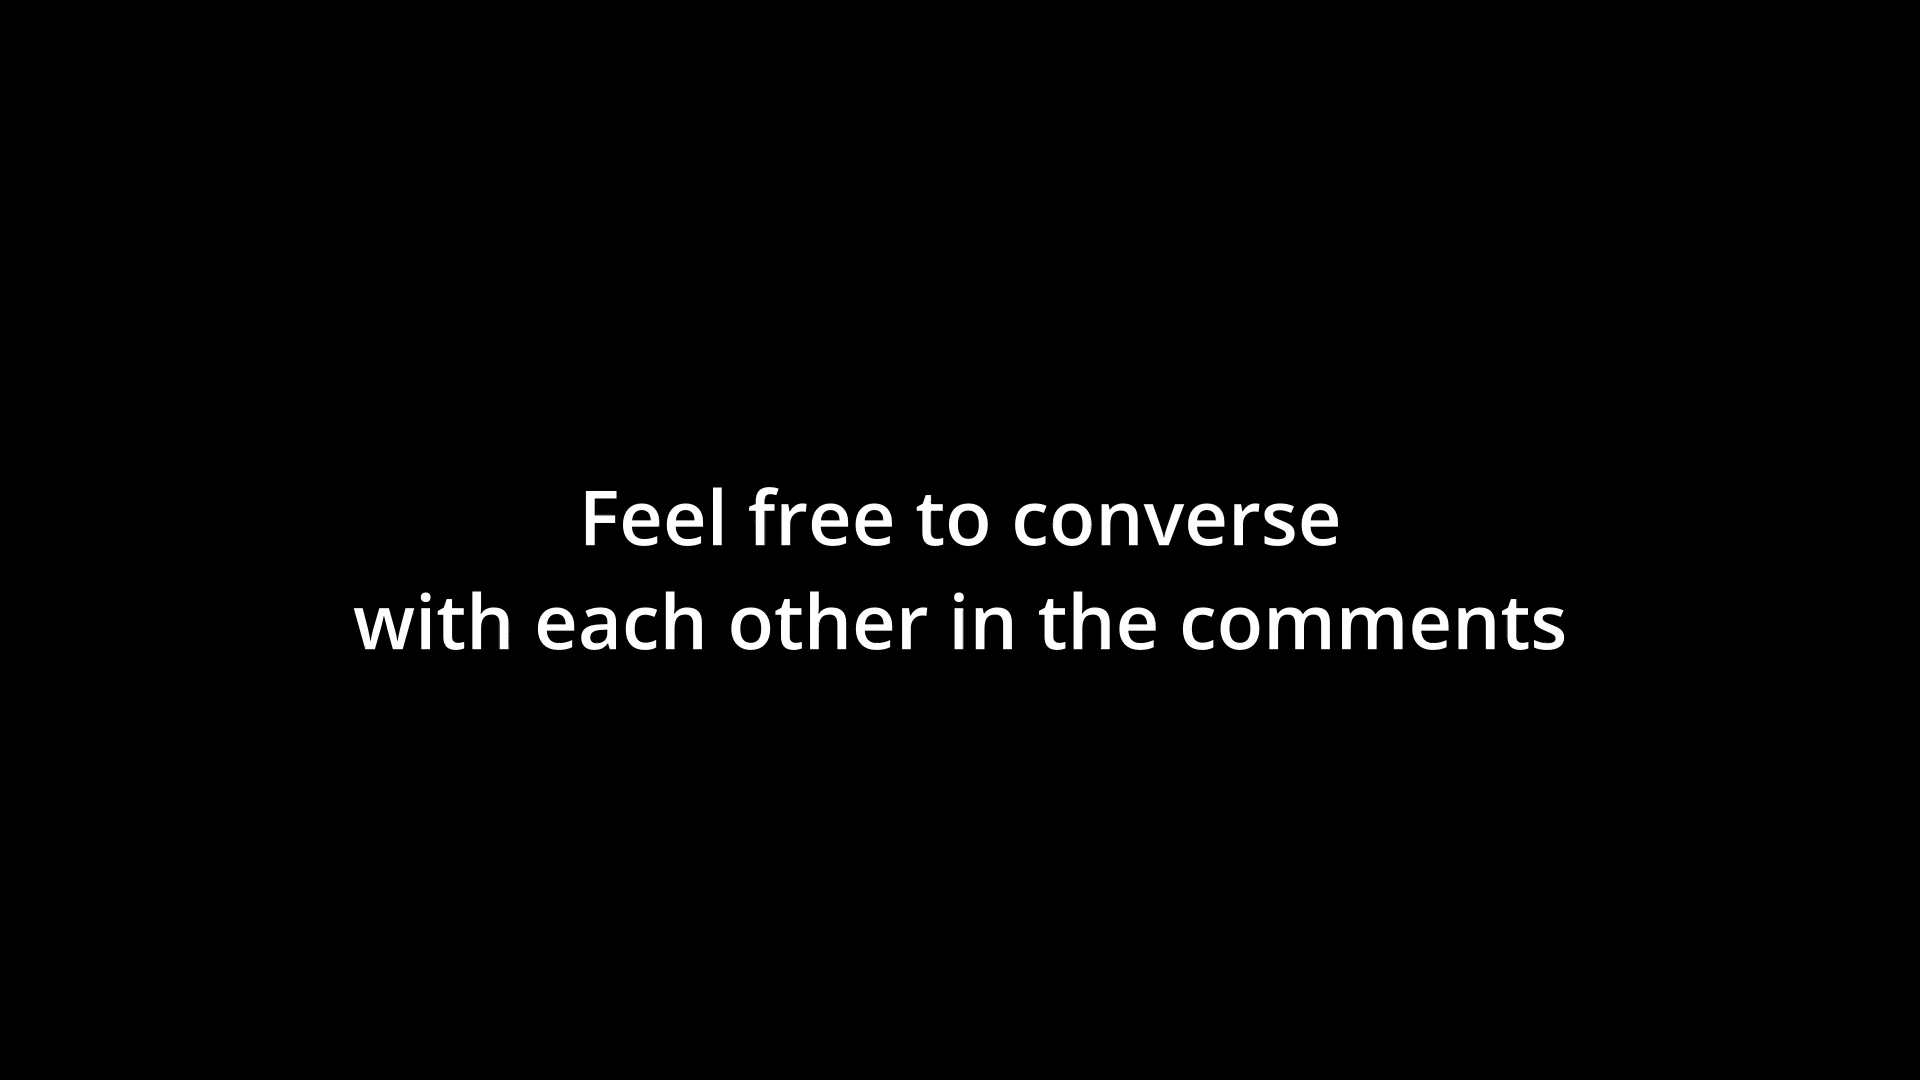 Feel free to converse
with each other in the comments